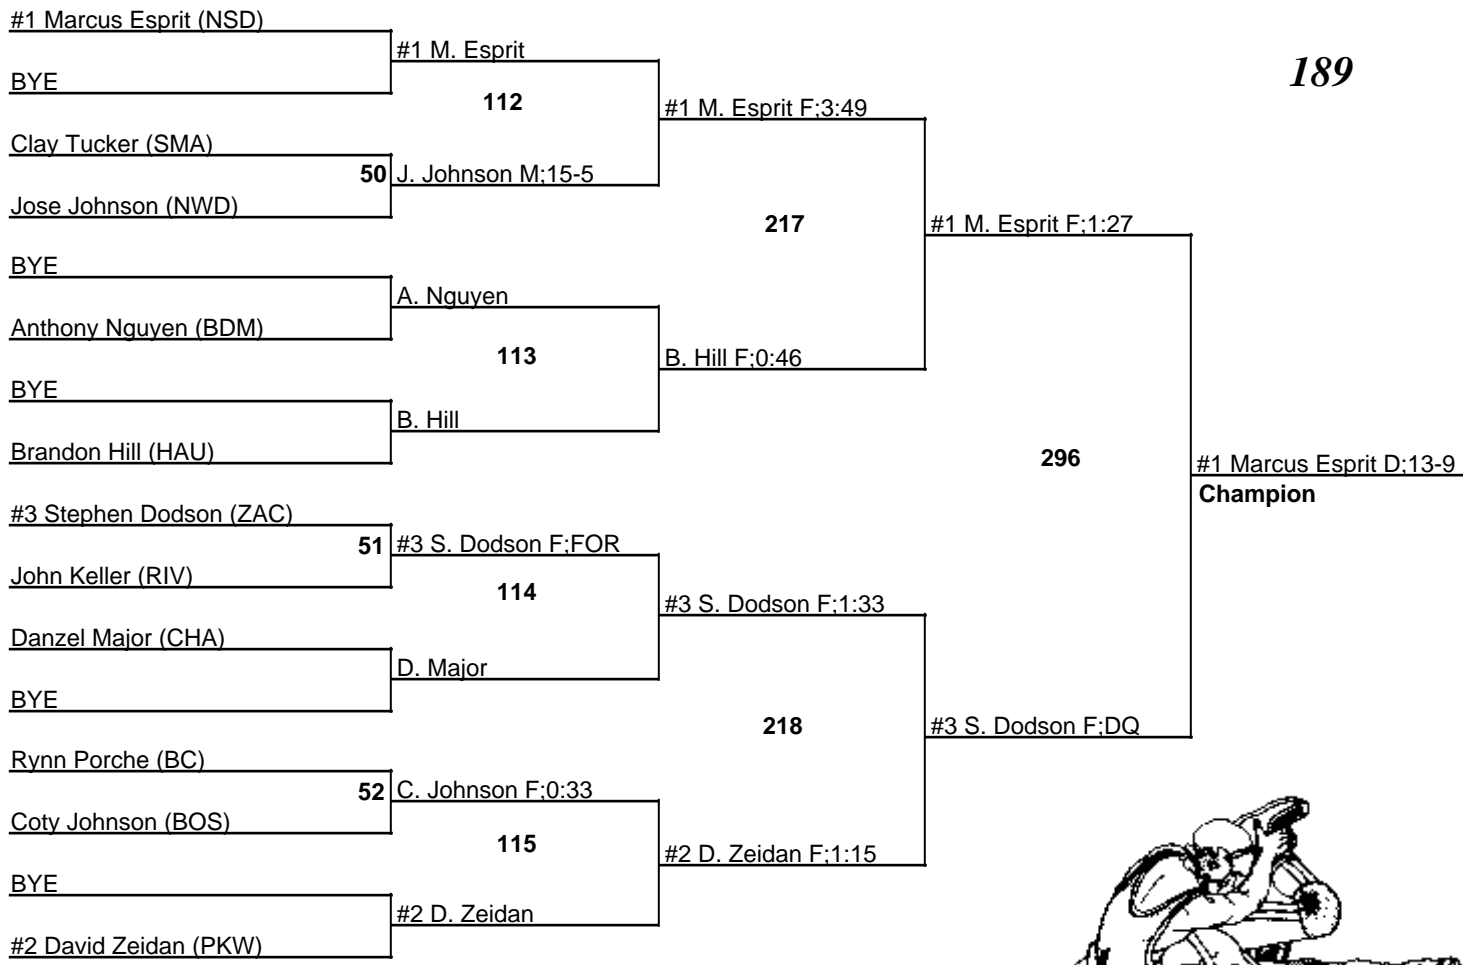 #1 Marcus Esprit (NSD)
#1 M. Esprit
189
BYE
112
#1 M. Esprit F;3:49
Clay Tucker (SMA)
50 J. Johnson M;15-5
Jose Johnson (NWD)
217
#1 M. Esprit F;1:27
BYE
A. Nguyen
Anthony Nguyen (BDM)
113
B. Hill F;0:46
BYE
B. Hill
Brandon Hill (HAU)
296
#1 Marcus Esprit D;13-9
Champion
#3 Stephen Dodson (ZAC)
51 #3 S. Dodson F;FOR
John Keller (RIV)
114
#3 S. Dodson F;1:33
Danzel Major (CHA)
D. Major
BYE
218
#3 S. Dodson F;DQ
Rynn Porche (BC)
52 C. Johnson F;0:33
Coty Johnson (BOS)
115
#2 D. Zeidan F;1:15
BYE
#2 D. Zeidan
#2 David Zeidan (PKW)